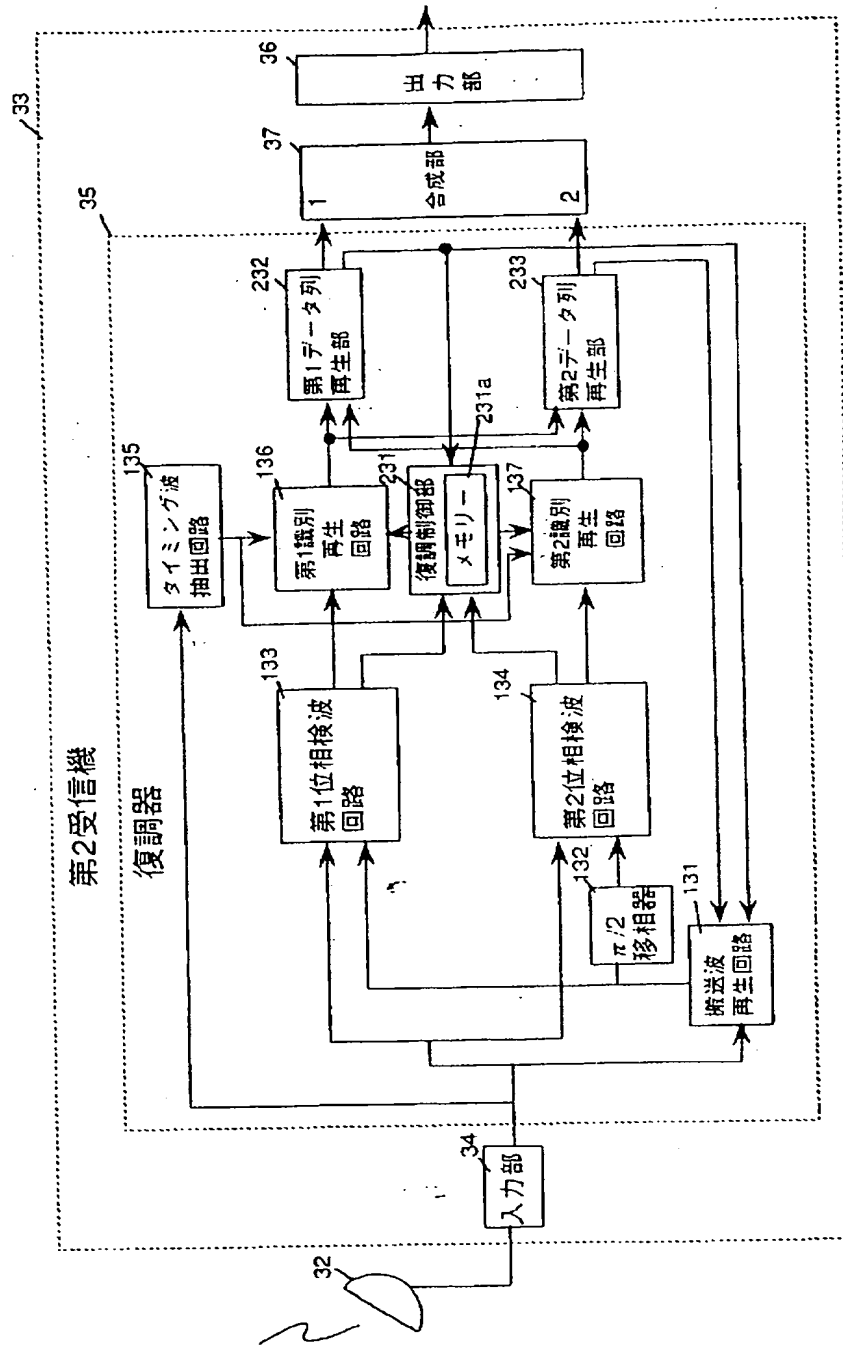 第2受信機
33
復調器
35
32
34
入力部
135
タイミング波
抽出回路
133
第1位相検波
回路
134
第2位相検波
回路
132
π/2
移相器
131
搬送波
再生回路
136
第1識別
再生
回路
231
復調制御部
231a
メモリー
137
第2識別
再生
回路
232
第1データ列
再生部
233
第2データ列
再生部
37
1
合成部
2
36
出力部